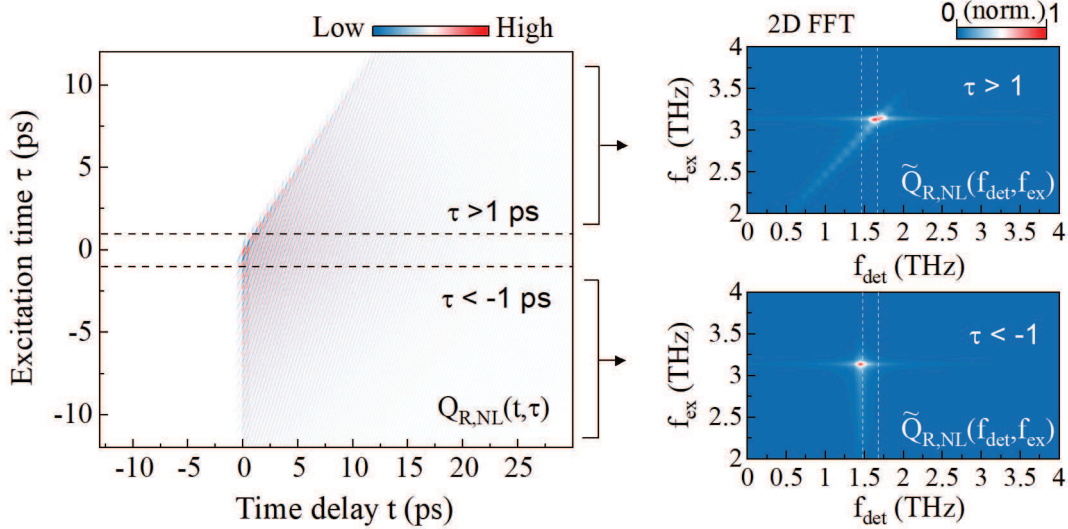 Low High
10
5
0
-5
-10
Excitation time τ (ps)
τ >1 ps
τ < -1 ps
Q_R,NL(t,τ)
-10 -5 0 5 10 15 20 25
Time delay t (ps)
2D FFT
0 (norm.) 1
4
3.5
3
2.5
2
f_ex (THz)
τ > 1
Q̃_R,NL(f_det,f_ex)
0 0.5 1 1.5 2 2.5 3 3.5 4
f_det (THz)
4
3.5
3
2.5
2
f_ex (THz)
τ < -1
Q̃_R,NL(f_det,f_ex)
0 0.5 1 1.5 2 2.5 3 3.5 4
f_det (THz)